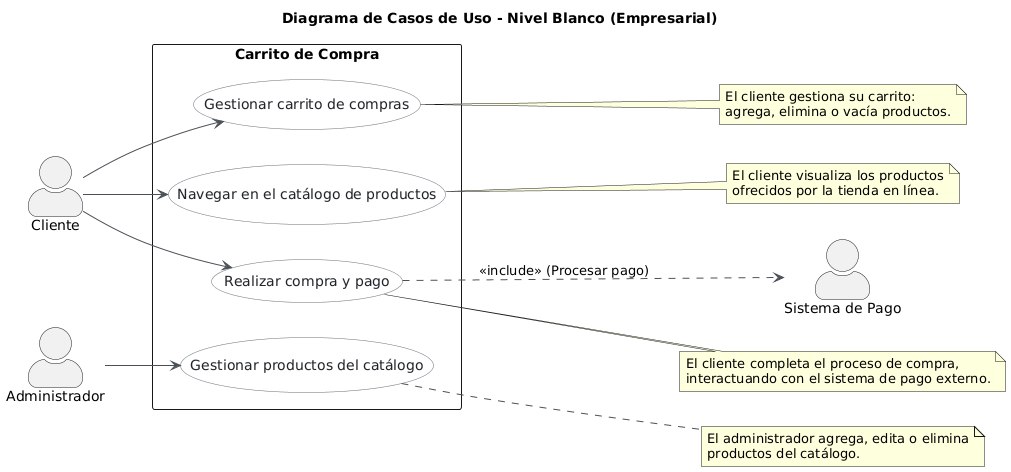 Diagrama de Casos de Uso - Nivel Blanco (Empresarial)
Carrito de Compra
Gestionar carrito de compras
El cliente gestiona su carrito:
agrega, elimina o vacía productos.
Navegar en el catálogo de productos
El cliente visualiza los productos
ofrecidos por la tienda en línea.
Cliente
Realizar compra y pago
«include» (Procesar pago)
Sistema de Pago
Gestionar productos del catálogo
El cliente completa el proceso de compra,
interactuando con el sistema de pago externo.
Administrador
El administrador agrega, edita o elimina
productos del catálogo.